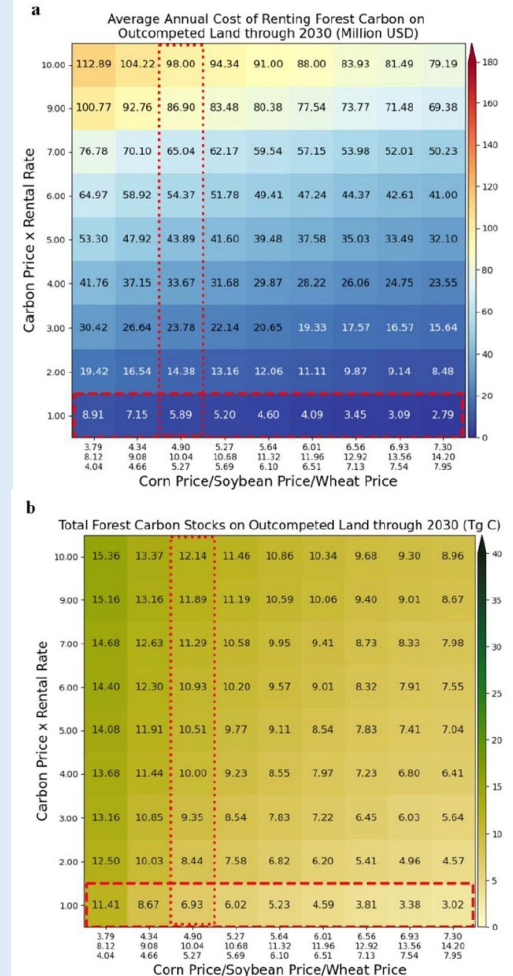 a
Average Annual Cost of Renting Forest Carbon on
Outcompeted Land through 2030 (Million USD)
Carbon Price x Rental Rate
10.00 112.89 104.22 98.00 94.34 91.00 88.00 83.93 81.49 79.19
9.00 100.77 92.76 86.90 83.48 80.38 77.54 73.77 71.48 69.38
7.00 76.78 70.10 65.04 62.17 59.54 57.15 53.98 52.01 50.23
6.00 64.97 58.92 54.37 51.78 49.41 47.24 44.37 42.61 41.00
5.00 53.30 47.92 43.89 41.60 39.48 37.58 35.03 33.49 32.10
4.00 41.76 37.15 33.67 31.68 29.87 28.22 26.06 24.75 23.55
3.00 30.42 26.64 23.78 22.14 20.65 19.33 17.57 16.57 15.64
2.00 19.42 16.54 14.38 13.16 12.06 11.11 9.87 9.14 8.48
1.00 8.91 7.15 5.89 5.20 4.60 4.09 3.45 3.09 2.79
3.79 4.34 4.90 5.27 5.64 6.01 6.56 6.93 7.30
8.12 9.08 10.04 10.68 11.32 11.96 12.92 13.56 14.20
4.04 4.66 5.27 5.69 6.10 6.51 7.13 7.54 7.95
Corn Price/Soybean Price/Wheat Price
180
160
140
120
100
80
60
40
20
0
b
Total Forest Carbon Stocks on Outcompeted Land through 2030 (Tg C)
Carbon Price x Rental Rate
10.00 15.36 13.37 12.14 11.46 10.86 10.34 9.68 9.30 8.96
9.00 15.16 13.16 11.89 11.19 10.59 10.06 9.40 9.01 8.67
7.00 14.68 12.63 11.29 10.58 9.95 9.41 8.73 8.33 7.98
6.00 14.40 12.30 10.93 10.20 9.57 9.01 8.32 7.91 7.55
5.00 14.08 11.91 10.51 9.77 9.11 8.54 7.83 7.41 7.04
4.00 13.68 11.44 10.00 9.23 8.55 7.97 7.23 6.80 6.41
3.00 13.16 10.85 9.35 8.54 7.83 7.22 6.45 6.03 5.64
2.00 12.50 10.03 8.44 7.58 6.82 6.20 5.41 4.96 4.57
1.00 11.41 8.67 6.93 6.02 5.23 4.59 3.81 3.38 3.02
3.79 4.34 4.90 5.27 5.64 6.01 6.56 6.93 7.30
8.12 9.08 10.04 10.68 11.32 11.96 12.92 13.56 14.20
4.04 4.66 5.27 5.69 6.10 6.51 7.13 7.54 7.95
Corn Price/Soybean Price/Wheat Price
40
35
30
25
20
15
10
5
0